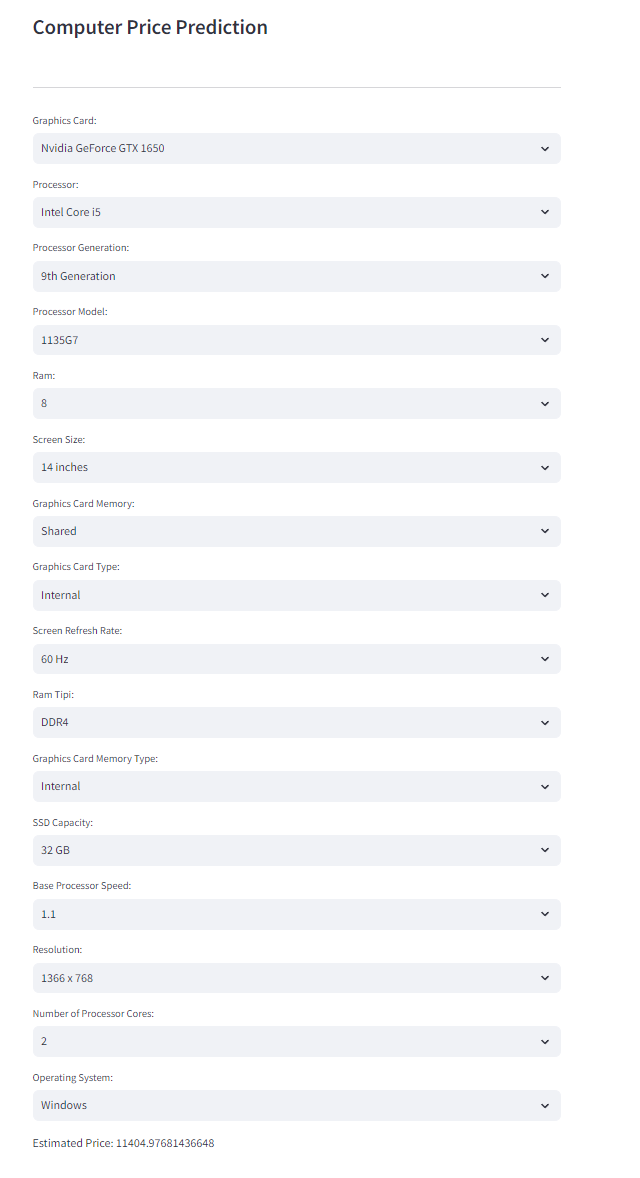 Computer Price Prediction
Graphics Card:
Nvidia GeForce GTX 1650
Processor:
Intel Core i5
Processor Generation:
9th Generation
Processor Model:
1135G7
Ram:
8
Screen Size:
14 inches
Graphics Card Memory:
Shared
Graphics Card Type:
Internal
Screen Refresh Rate:
60 Hz
Ram Tipi:
DDR4
Graphics Card Memory Type:
Internal
SSD Capacity:
32 GB
Base Processor Speed:
1.1
Resolution:
1366 x 768
Number of Processor Cores:
2
Operating System:
Windows
Estimated Price: 11404.97681436648